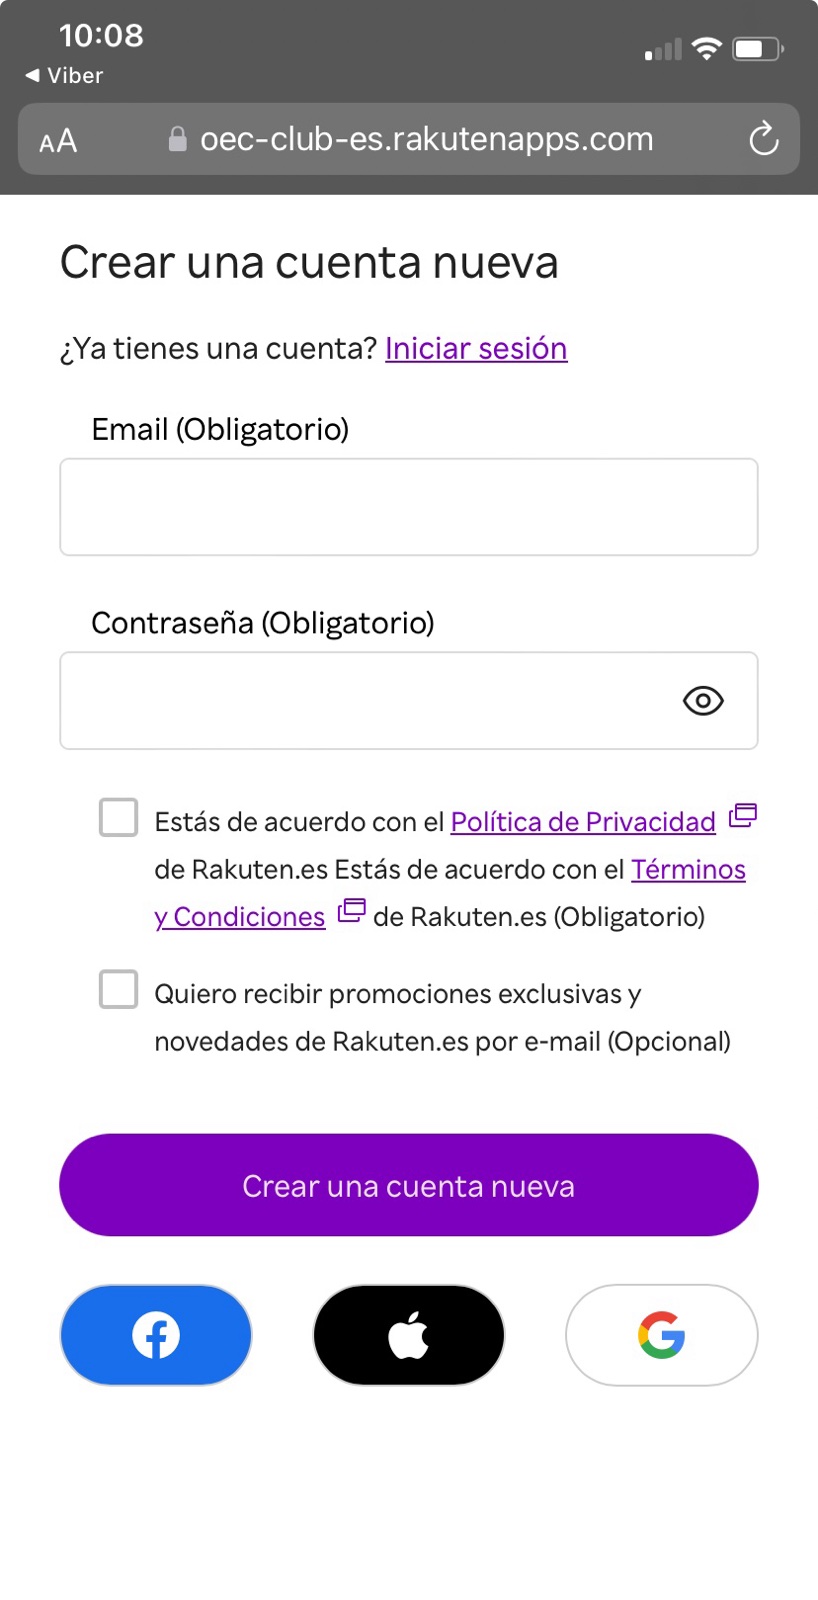 10:08
◀ Viber
AA oec-club-es.rakutenapps.com
Crear una cuenta nueva
¿Ya tienes una cuenta? Iniciar sesión
Email (Obligatorio)
Contraseña (Obligatorio)
Estás de acuerdo con el Política de Privacidad
de Rakuten.es Estás de acuerdo con el Términos
y Condiciones de Rakuten.es (Obligatorio)
Quiero recibir promociones exclusivas y
novedades de Rakuten.es por e-mail (Opcional)
Crear una cuenta nueva